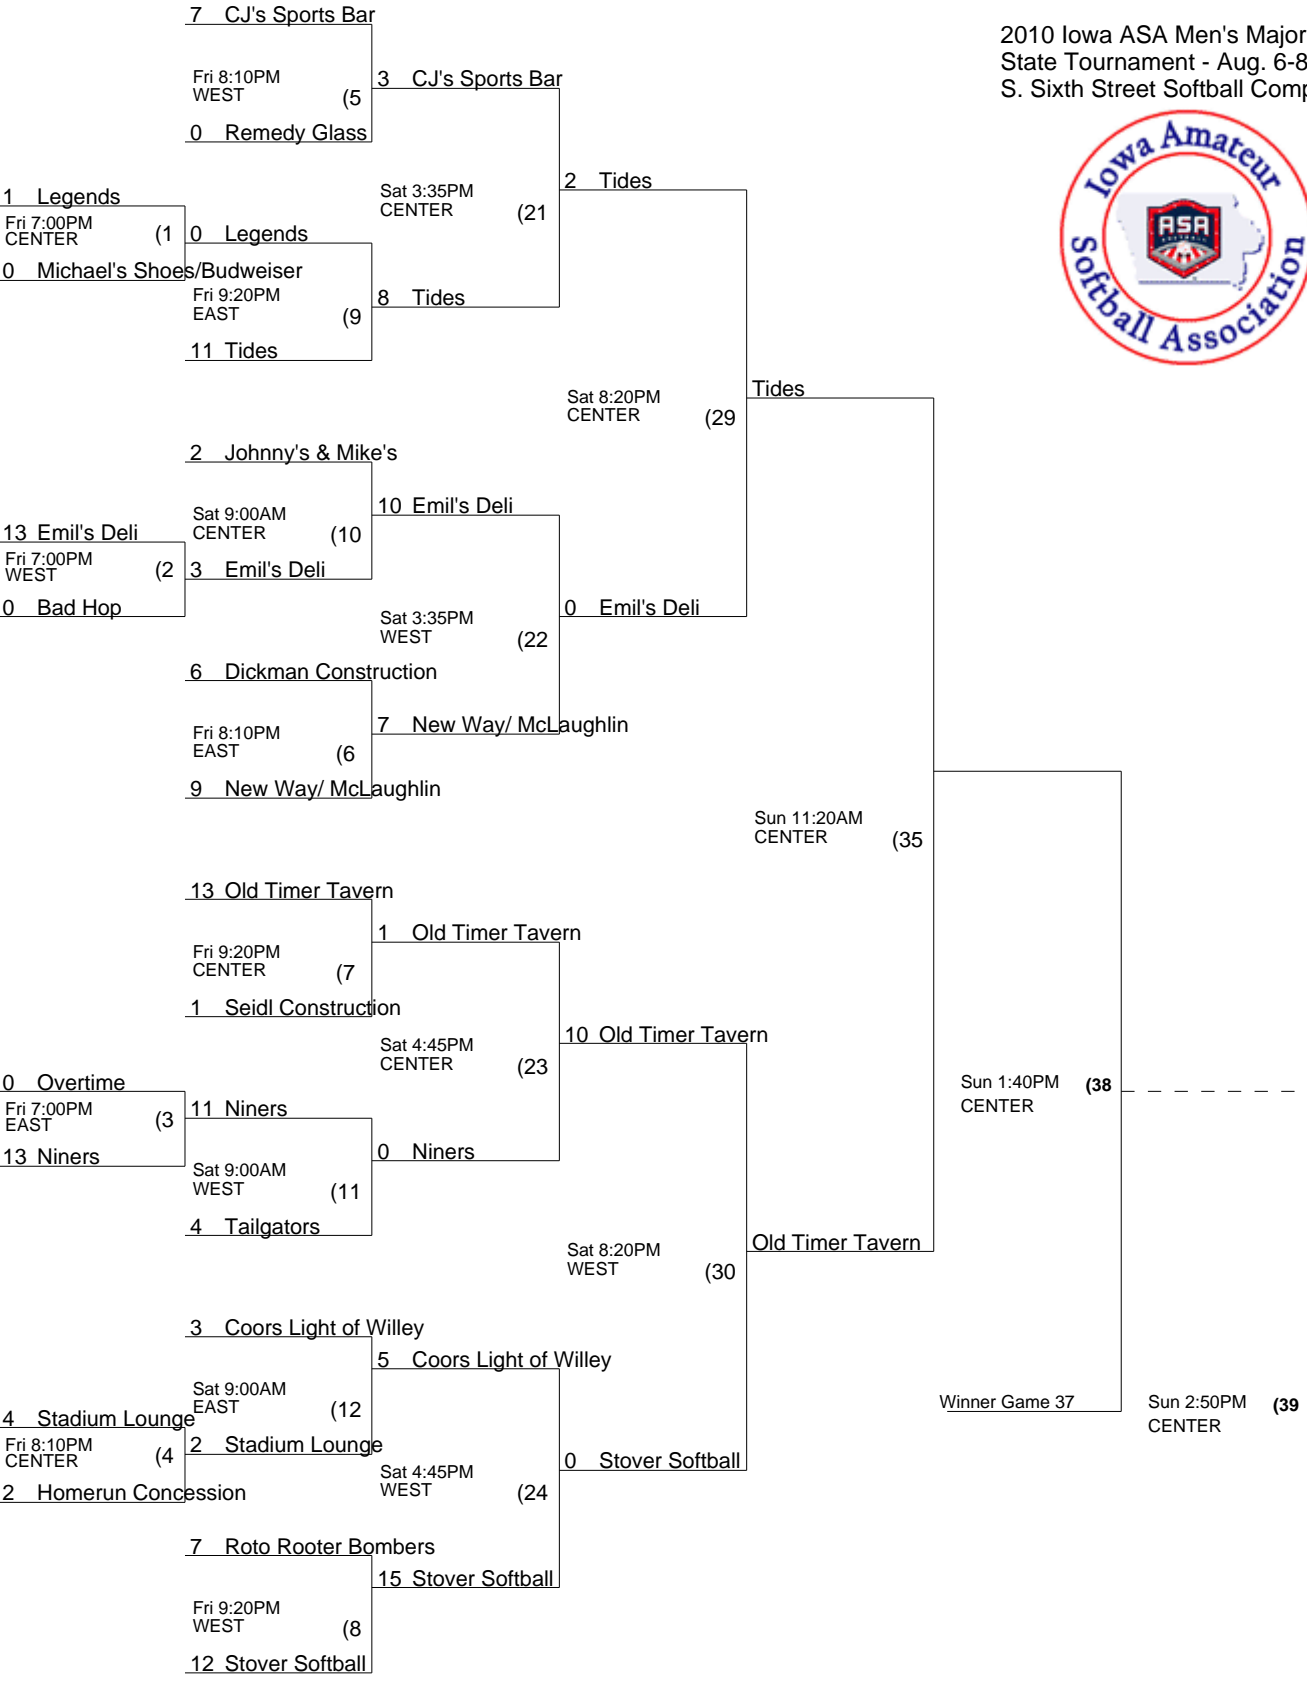 7 CJ's Sports Bar
2010 Iowa ASA Men's Major
State Tournament - Aug. 6-8
S. Sixth Street Softball Comp
Iowa Amateur
Softball Association
ASA
Fri 8:10PM
WEST (5
3 CJ's Sports Bar
0 Remedy Glass
Sat 3:35PM
CENTER (21
2 Tides
1 Legends
Fri 7:00PM
CENTER (1
0 Legends
0 Michael's Shoes/Budweiser
Fri 9:20PM
EAST (9
8 Tides
11 Tides
Sat 8:20PM
CENTER (29
Tides
2 Johnny's & Mike's
Sat 9:00AM
CENTER (10
10 Emil's Deli
13 Emil's Deli
Fri 7:00PM
WEST (2
3 Emil's Deli
0 Bad Hop
Sat 3:35PM
WEST (22
0 Emil's Deli
6 Dickman Construction
Fri 8:10PM
EAST (6
7 New Way/ McLaughlin
9 New Way/ McLaughlin
Sun 11:20AM
CENTER (35
13 Old Timer Tavern
Fri 9:20PM
CENTER (7
1 Old Timer Tavern
1 Seidl Construction
Sat 4:45PM
CENTER (23
10 Old Timer Tavern
0 Overtime
Fri 7:00PM
EAST (3
11 Niners
13 Niners
Sat 9:00AM
WEST (11
0 Niners
4 Tailgators
Sun 1:40PM (38
CENTER
Sat 8:20PM
WEST (30
Old Timer Tavern
3 Coors Light of Willey
Sat 9:00AM
EAST (12
5 Coors Light of Willey
4 Stadium Lounge
Fri 8:10PM
CENTER (4
2 Stadium Lounge
2 Homerun Concession
Sat 4:45PM
WEST (24
0 Stover Softball
Winner Game 37
Sun 2:50PM (39
CENTER
7 Roto Rooter Bombers
Fri 9:20PM
WEST (8
15 Stover Softball
12 Stover Softball